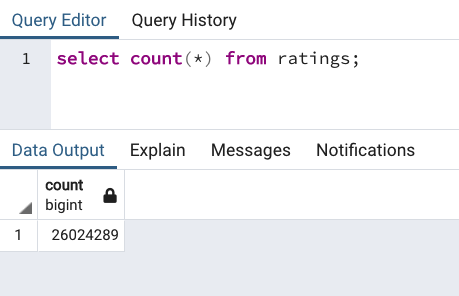 Query Editor Query History
1 select count(*) from ratings;
Data Output Explain Messages Notifications
count
bigint
1 26024289